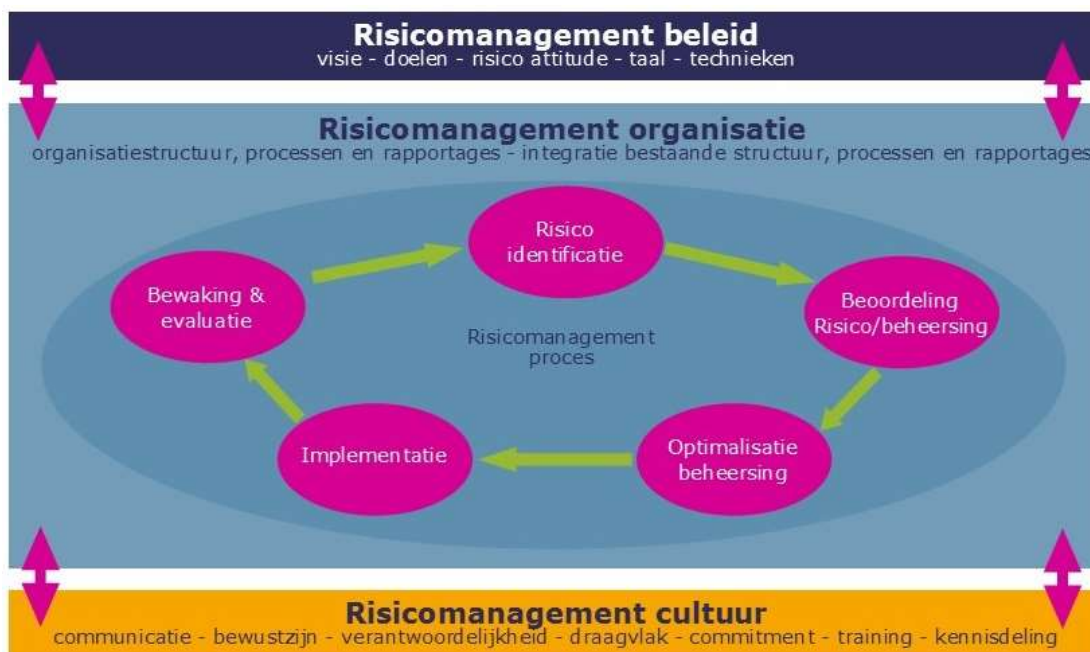 Risicomanagement beleid
visie - doelen - risico attitude - taal - technieken
Risicomanagement organisatie
organisatiestructuur, processen en rapportages - integratie bestaande structuur, processen en rapportages
Risico
identificatie
Bewaking &
evaluatie
Beoordeling
Risico/beheersing
Risicomanagement
proces
Implementatie
Optimalisatie
beheersing
Risicomanagement cultuur
communicatie - bewustzijn - verantwoordelijkheid - draagvlak - commitment - training - kennisdeling